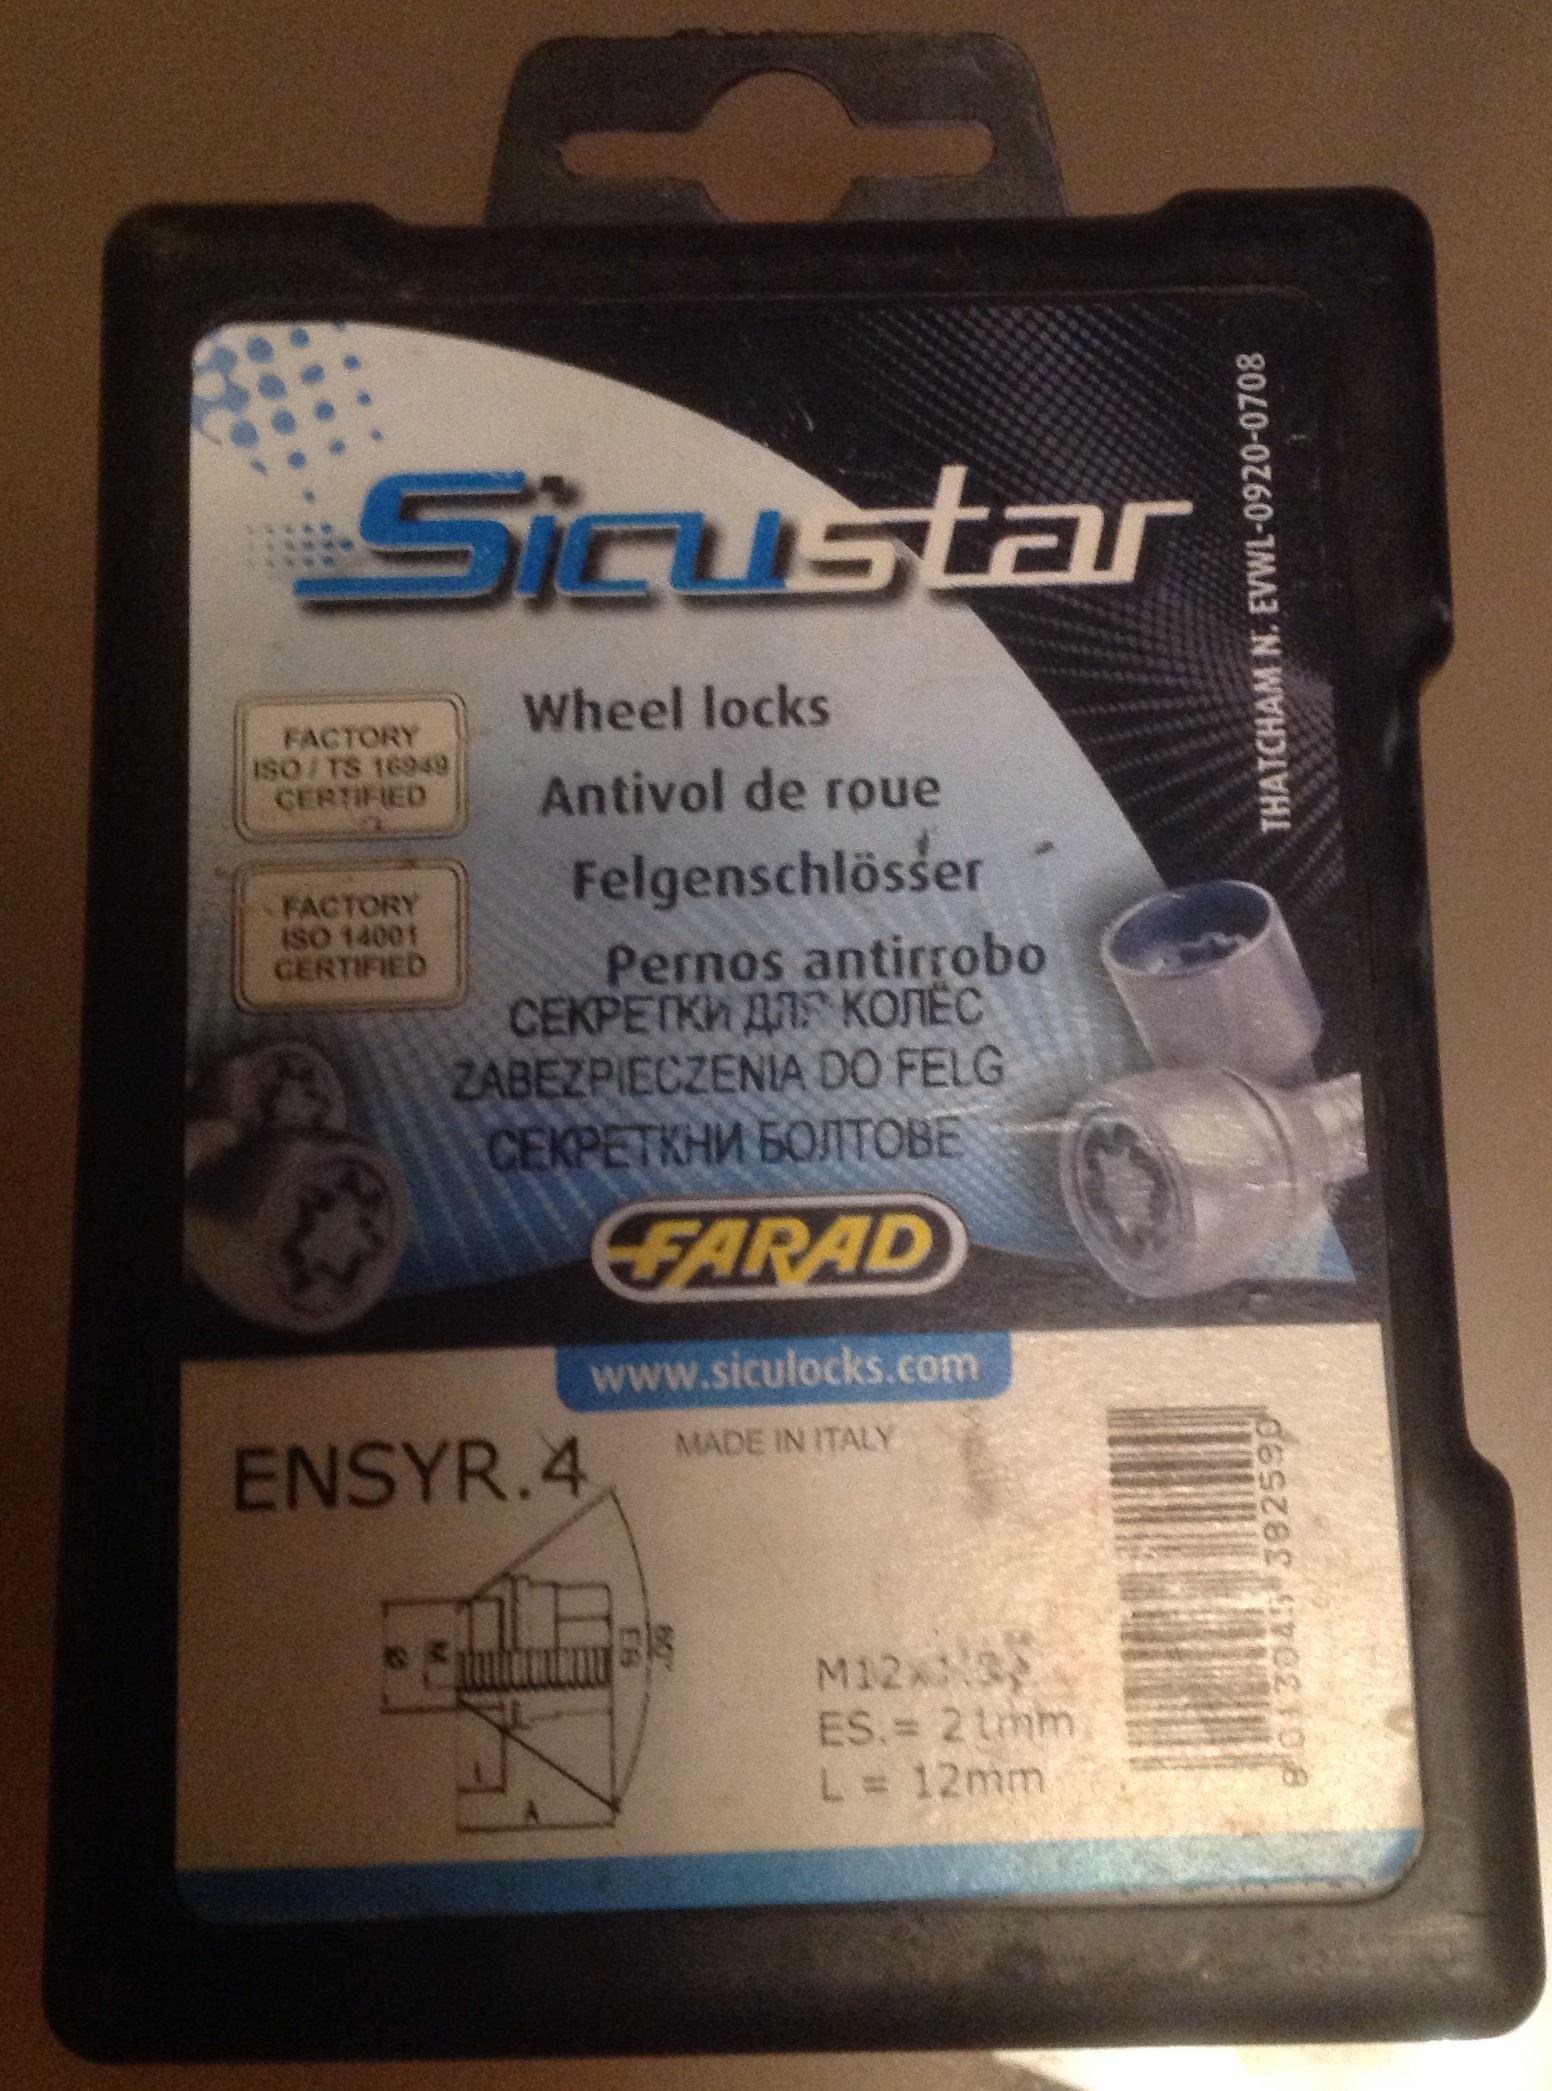 Sicustar
THATCHAM N. EVWL-0920-0708
Wheel locks
Antivol de roue
Felgenschlösser
Pernos antirrobo
СЕКРЕТКИ ДЛЯ КОЛЁС
ZABEZPIECZENIA DO FELG
СЕКРЕТКНИ БОЛТОВЕ
FACTORY
ISO / TS 16949
CERTIFIED
FACTORY
ISO 14001
CERTIFIED
FARAD
www.siculocks.com
MADE IN ITALY
ENSYR.4
ES.= 21mm
L = 12mm
L
A
60°